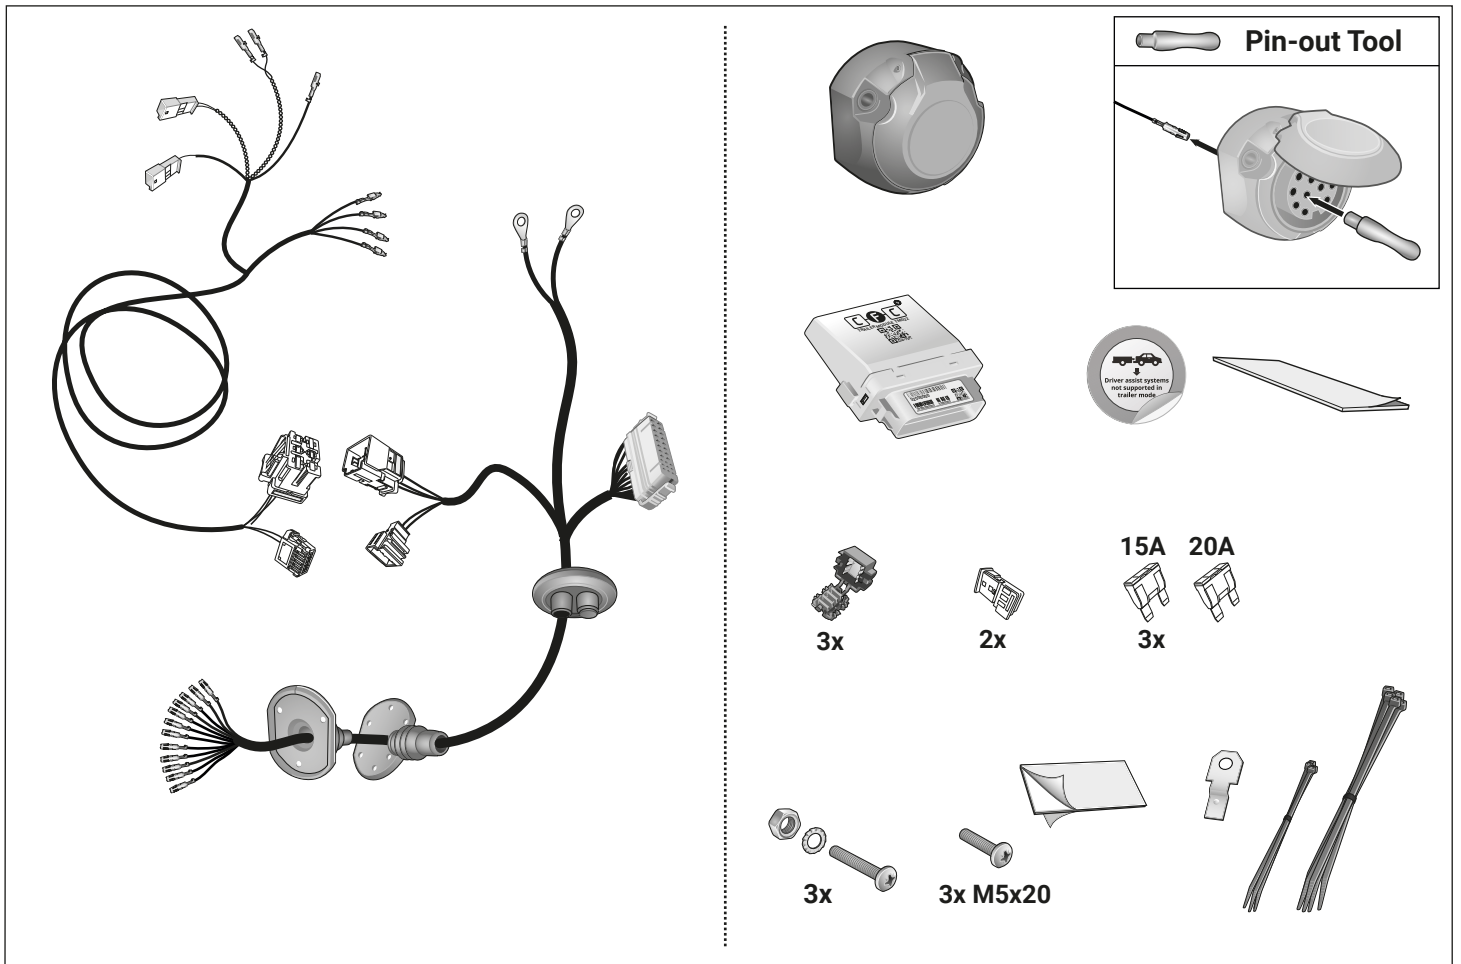 Pin-out Tool
C F C
Driver assist systems
not supported in
trailer mode
15A 20A
3x
2x
3x
3x
3x M5x20